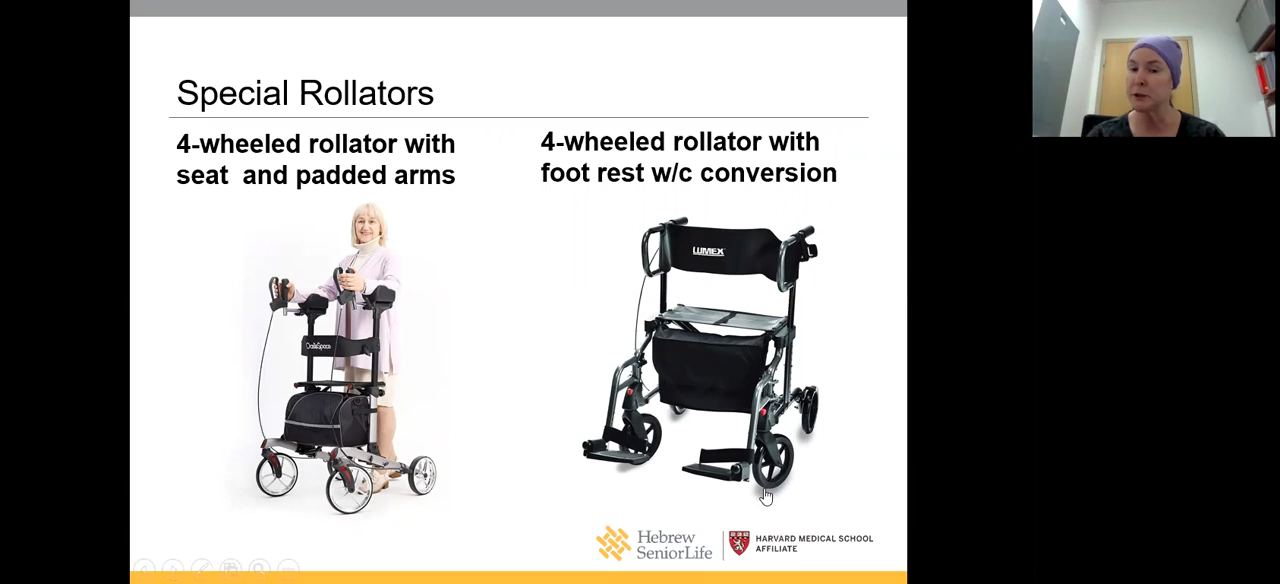 Special Rollators
4-wheeled rollator with
seat and padded arms
4-wheeled rollator with
foot rest w/c conversion
LUMEX
Hebrew
SeniorLife
HARVARD MEDICAL SCHOOL
AFFILIATE